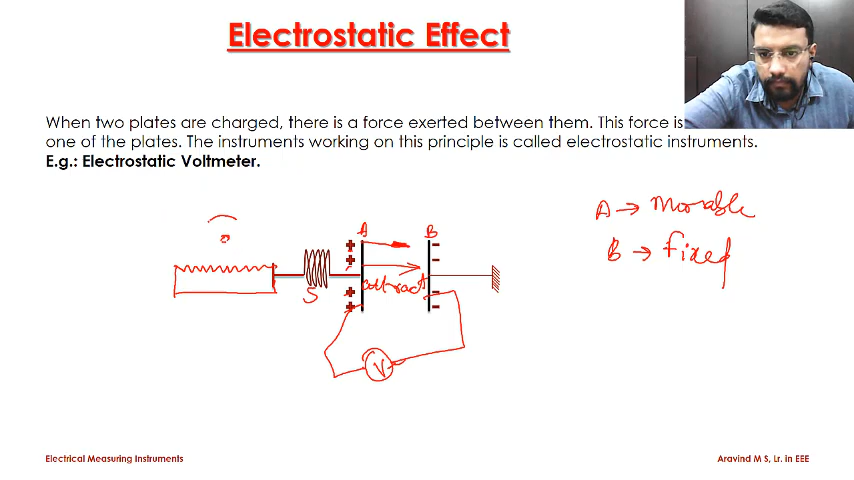 Electrostatic Effect
When two plates are charged, there is a force exerted between them. This force is
one of the plates. The instruments working on this principle is called electrostatic instruments.
E.g.: Electrostatic Voltmeter.
A → Movable
B → fixed
A B
+ −
+ −
attract
S
+ −
+ −
V
Electrical Measuring Instruments
Aravind M S, Lr. in EEE